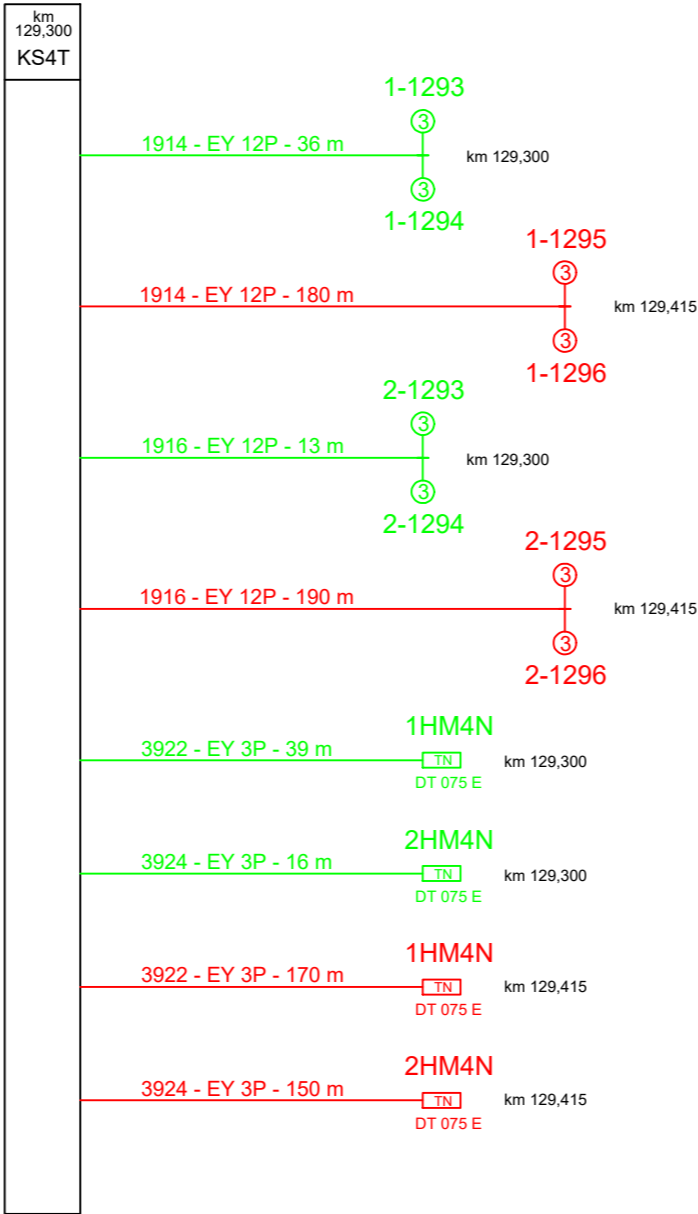 km
129,300
KS4T
1-1293
3
1914 - EY 12P - 36 m
km 129,300
3
1-1294
1-1295
3
1914 - EY 12P - 180 m
km 129,415
3
1-1296
2-1293
3
1916 - EY 12P - 13 m
km 129,300
3
2-1294
2-1295
3
1916 - EY 12P - 190 m
km 129,415
3
2-1296
1HM4N
3922 - EY 3P - 39 m
TN
km 129,300
DT 075 E
2HM4N
3924 - EY 3P - 16 m
TN
km 129,300
DT 075 E
1HM4N
3922 - EY 3P - 170 m
TN
km 129,415
DT 075 E
2HM4N
3924 - EY 3P - 150 m
TN
km 129,415
DT 075 E